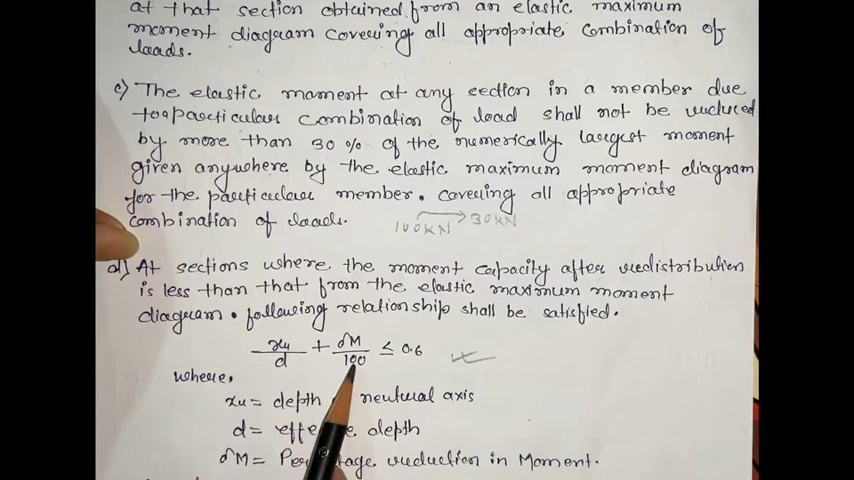 at that section obtained from an elastic maximum
moment diagram covering all appropriate combination of
loads.
c) The elastic moment at any section in a member due
to a particular combination of load shall not be reduced
by more than 30% of the numerically largest moment
given anywhere by the elastic maximum moment diagram
for the particular member. covering all appropriate
combination of loads.
100KN → 30KN
d) At sections where the moment capacity after redistribution
is less than that from the elastic maximum moment
diagram. following relationship shall be satisfied.
xu/d + δM/100 ≤ 0.6
where,
xu = depth neutral axis
d = effe depth
δM = Pe age reduction in Moment.